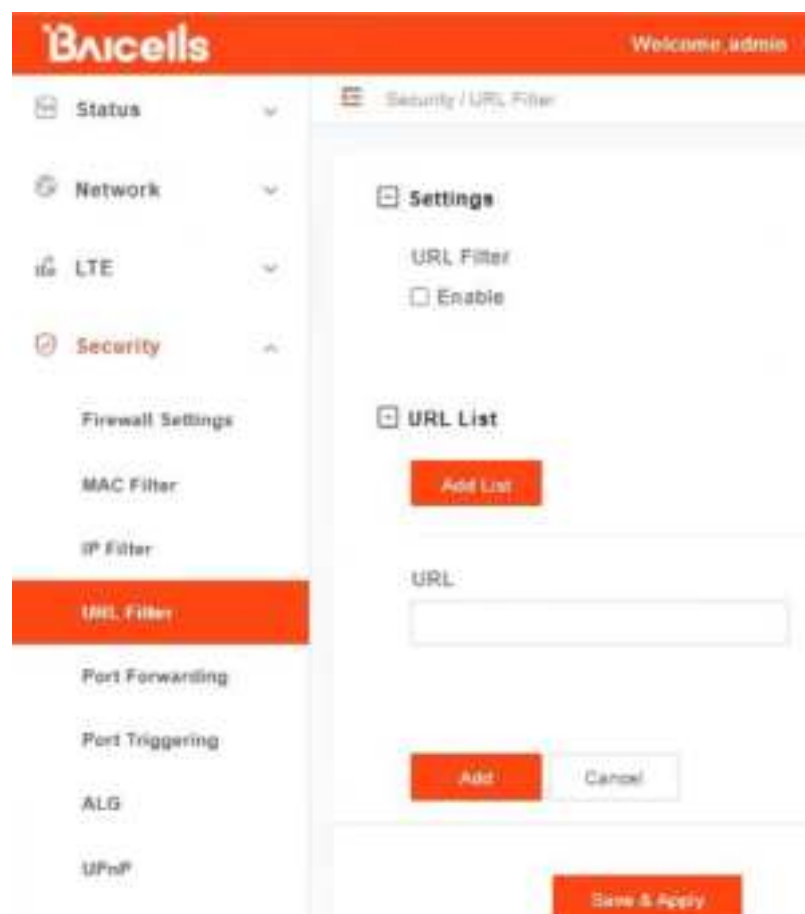 BAICELLS
Welcome,admin
Status
Security / URL Filter
Network
Settings
URL Filter
LTE
Enable
Security
Firewall Settings
URL List
MAC Filter
Add List
IP Filter
URL
URL Filter
Port Forwarding
Port Triggering
Add
Cancel
ALG
UPnP
Save & Apply